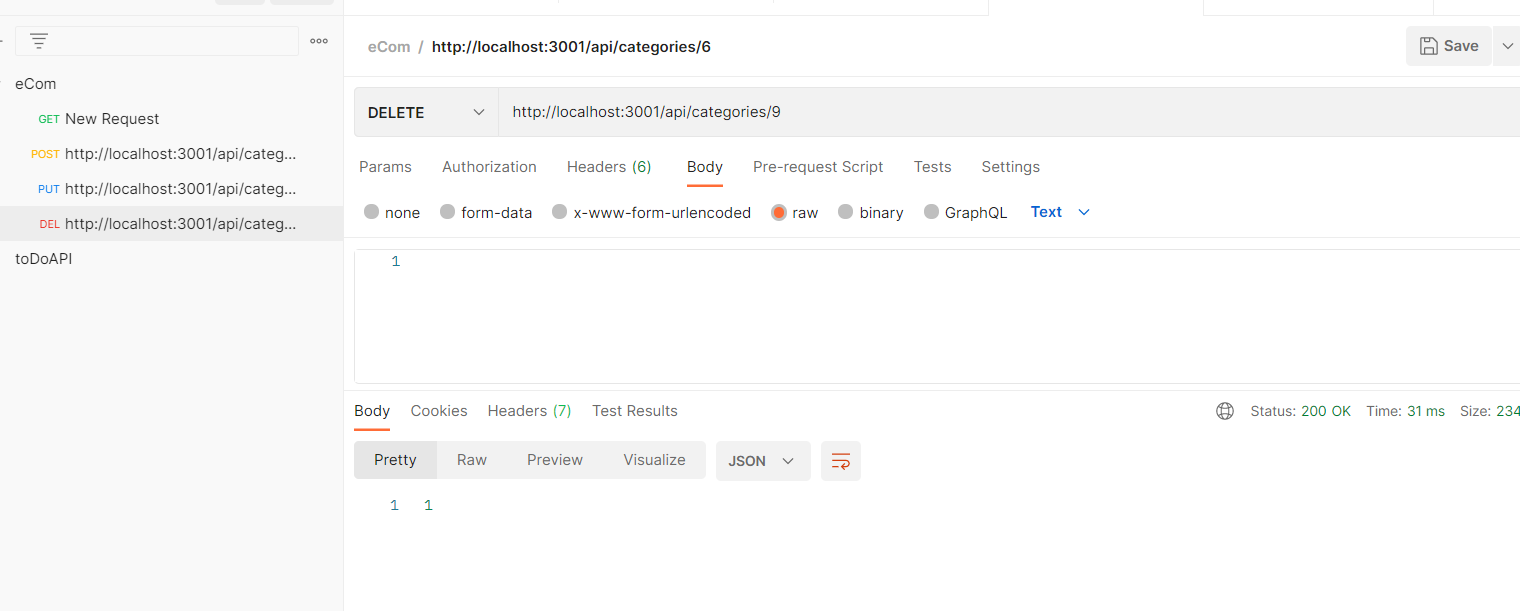 eCom / http://localhost:3001/api/categories/6
Save
eCom
GET New Request
POST http://localhost:3001/api/categ...
PUT http://localhost:3001/api/categ...
DEL http://localhost:3001/api/categ...
toDoAPI
DELETE http://localhost:3001/api/categories/9
Params Authorization Headers (6) Body Pre-request Script Tests Settings
none form-data x-www-form-urlencoded raw binary GraphQL Text
1
Body Cookies Headers (7) Test Results Status: 200 OK Time: 31 ms Size: 234
Pretty Raw Preview Visualize JSON
1 1